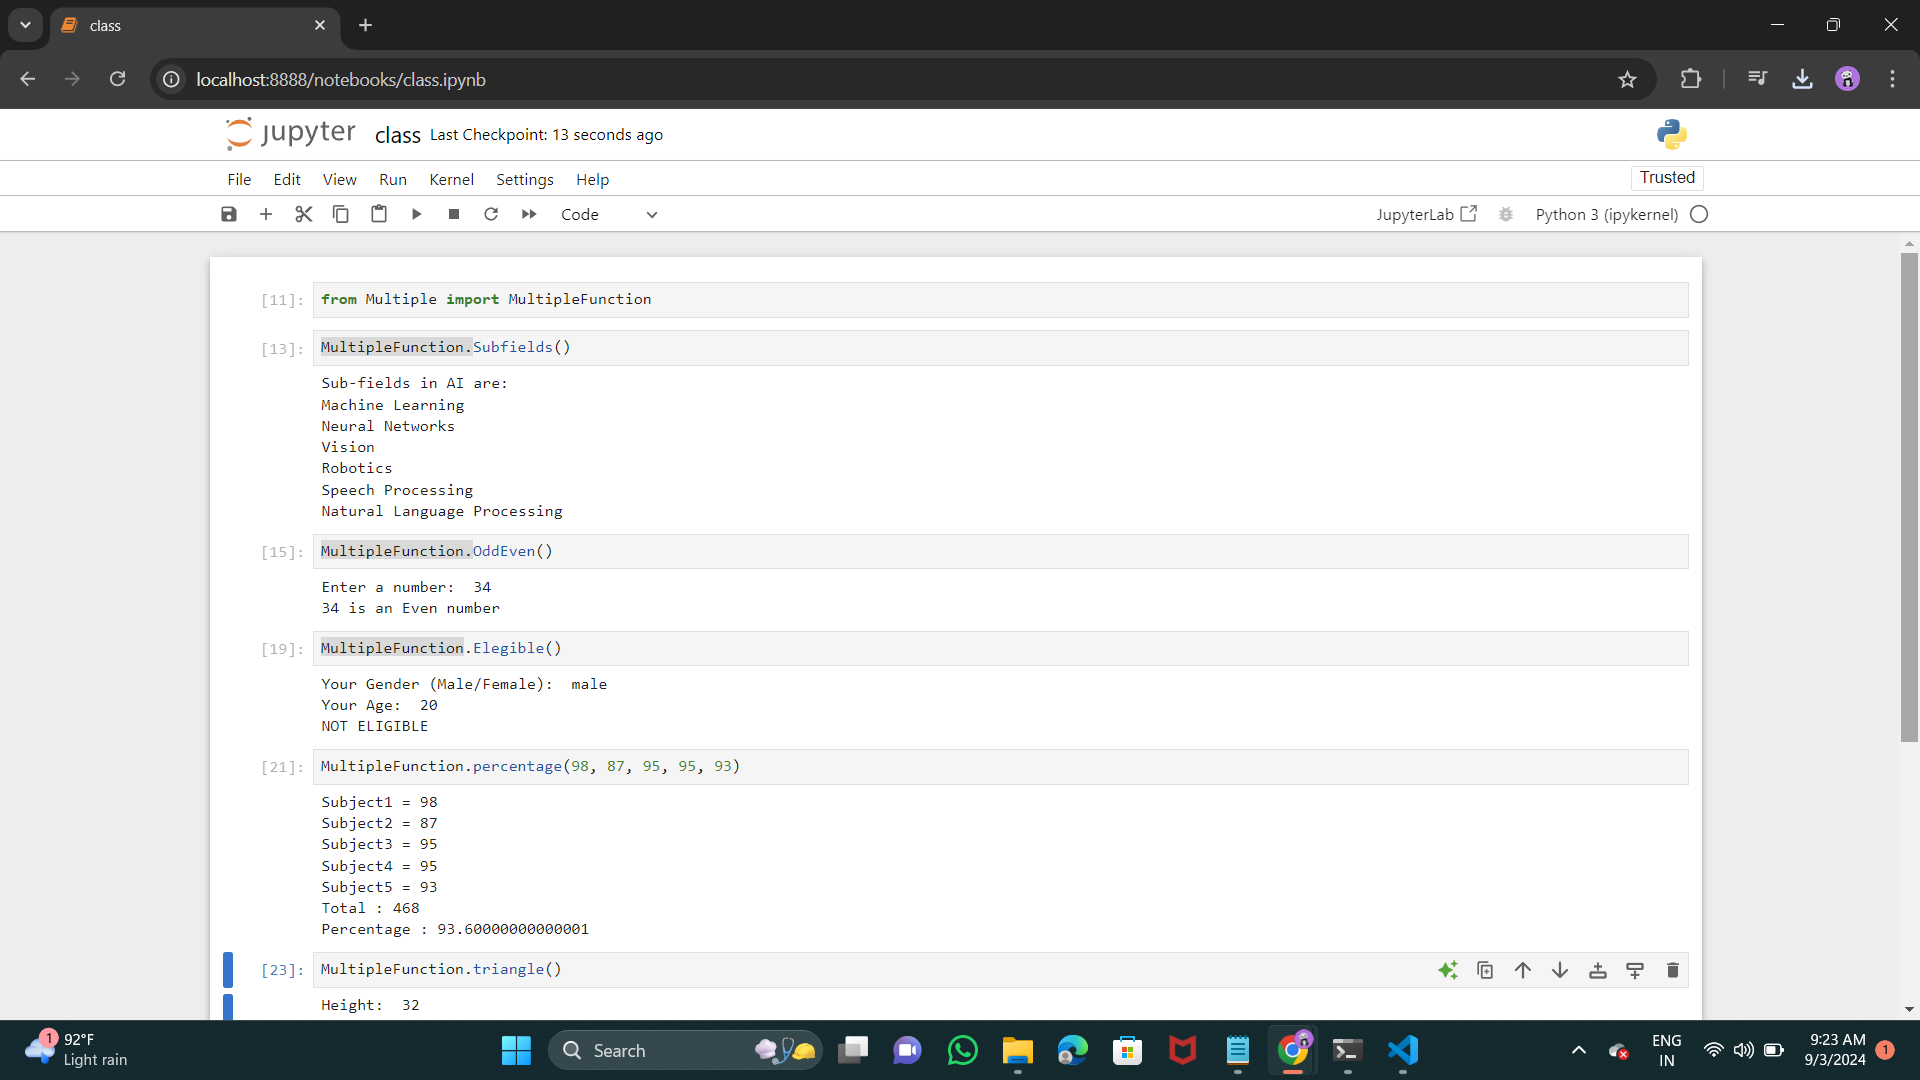 class
localhost:8888/notebooks/class.ipynb
jupyter class Last Checkpoint: 13 seconds ago
File Edit View Run Kernel Settings Help Trusted
Code JupyterLab Python 3 (ipykernel)
[11]: from Multiple import MultipleFunction
[13]: MultipleFunction.Subfields()
Sub-fields in AI are:
Machine Learning
Neural Networks
Vision
Robotics
Speech Processing
Natural Language Processing
[15]: MultipleFunction.OddEven()
Enter a number:  34
34 is an Even number
[19]: MultipleFunction.Elegible()
Your Gender (Male/Female):  male
Your Age:  20
NOT ELIGIBLE
[21]: MultipleFunction.percentage(98, 87, 95, 95, 93)
Subject1 = 98
Subject2 = 87
Subject3 = 95
Subject4 = 95
Subject5 = 93
Total : 468
Percentage : 93.60000000000001
[23]: MultipleFunction.triangle()
Height:  32
1 92°F
Light rain
Search
ENG
IN
9:23 AM
9/3/2024
1